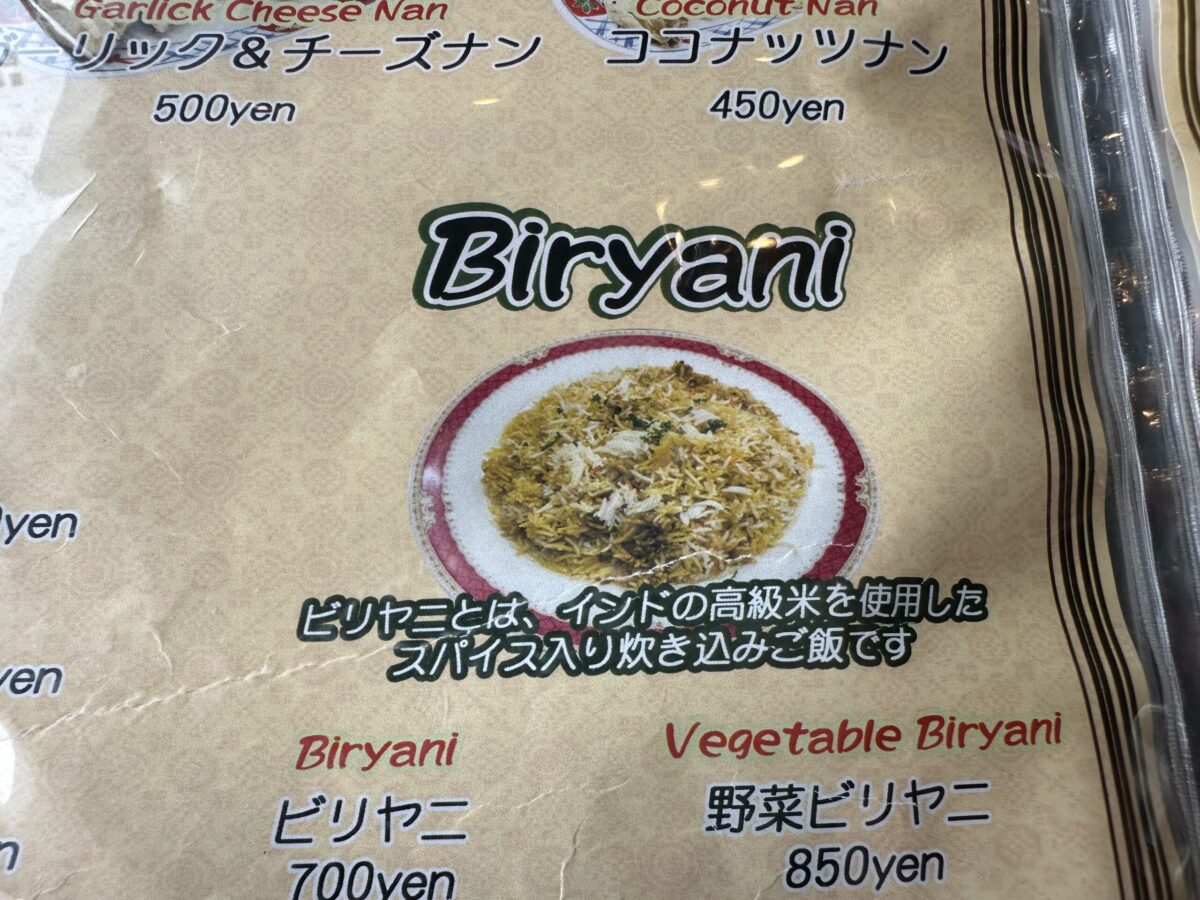 Garlick Cheese Nan
Coconut Nan
リック&チーズナン
ココナッツナン
500yen
450yen
Biryani
yen
ビリヤニとは、インドの高級米を使用した
スパイス入り炊き込みご飯です
yen
Biryani
Vegetable Biryani
ビリヤニ
野菜ビリヤニ
700yen
850yen